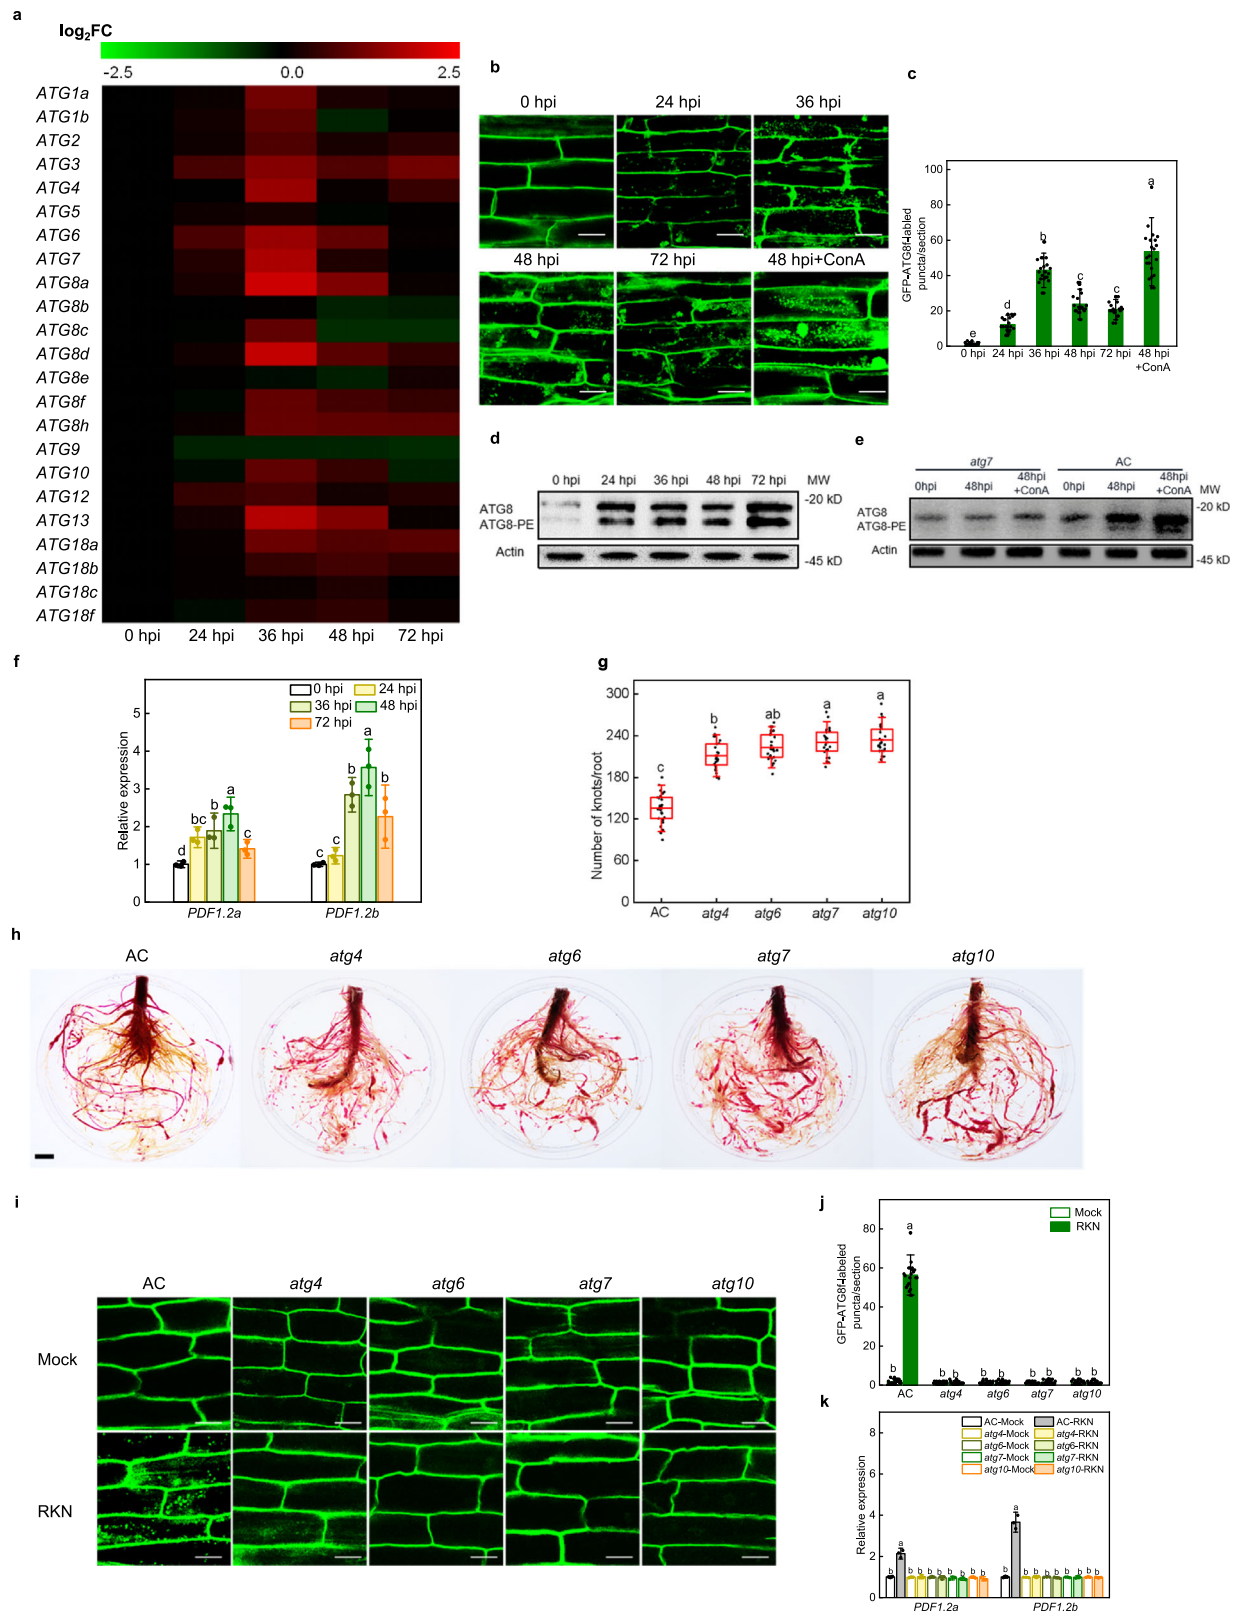 a
log2FC
-2.5 0.0 2.5
ATG1a
ATG1b
ATG2
ATG3
ATG4
ATG5
ATG6
ATG7
ATG8a
ATG8b
ATG8c
ATG8d
ATG8e
ATG8f
ATG8h
ATG9
ATG10
ATG12
ATG13
ATG18a
ATG18b
ATG18c
ATG18f
0 hpi 24 hpi 36 hpi 48 hpi 72 hpi
b
0 hpi 24 hpi 36 hpi
48 hpi 72 hpi 48 hpi+ConA
c
GFP-ATG8f-labled
puncta/section
100
80
60
40
20
0
e d b c c a
0 hpi 24 hpi 36 hpi 48 hpi 72 hpi 48 hpi
+ConA
d
0 hpi 24 hpi 36 hpi 48 hpi 72 hpi MW
ATG8
ATG8-PE
-20 kD
Actin
-45 kD
e
atg7 AC
0hpi 48hpi 48hpi
+ConA 0hpi 48hpi 48hpi
+ConA MW
ATG8
ATG8-PE
-20 kD
Actin
-45 kD
f
Relative expression
0 hpi 24 hpi
36 hpi 48 hpi
72 hpi
5
4
3
2
1
0
d bc b a c
c c b a b
PDF1.2a PDF1.2b
g
Number of knots/root
300
240
180
120
60
0
c b ab a a
AC atg4 atg6 atg7 atg10
h
AC atg4 atg6 atg7 atg10
i
AC atg4 atg6 atg7 atg10
Mock
RKN
j
Mock
RKN
GFP-ATG8f-labeled
puncta/section
80
60
40
20
0
b a b b b b b b b b
AC atg4 atg6 atg7 atg10
k
AC-Mock AC-RKN
atg4-Mock atg4-RKN
atg6-Mock atg6-RKN
atg7-Mock atg7-RKN
atg10-Mock atg10-RKN
Relative expression
8
6
4
2
0
b a b b b b b b b b
b a b b b b b b b b
PDF1.2a PDF1.2b